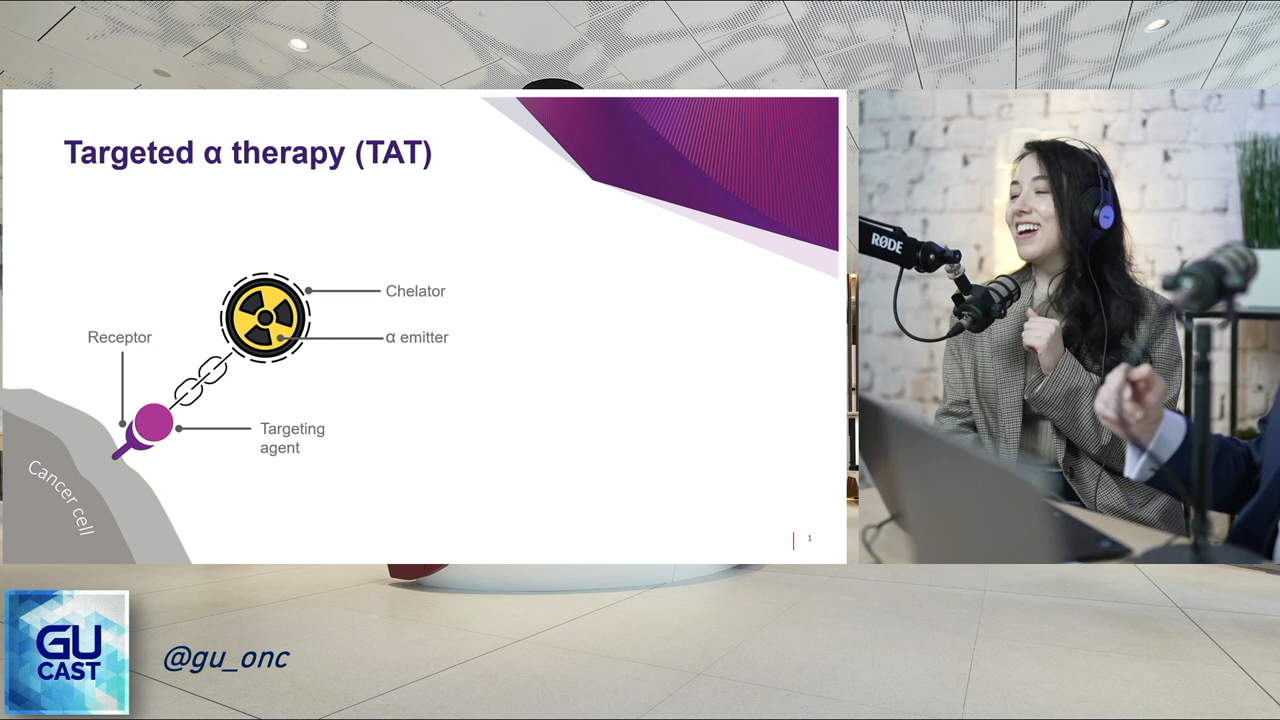 Targeted α therapy (TAT)
Chelator
α emitter
Receptor
Targeting
agent
Cancer cell
1
RØDE
GU
CAST
@gu_onc